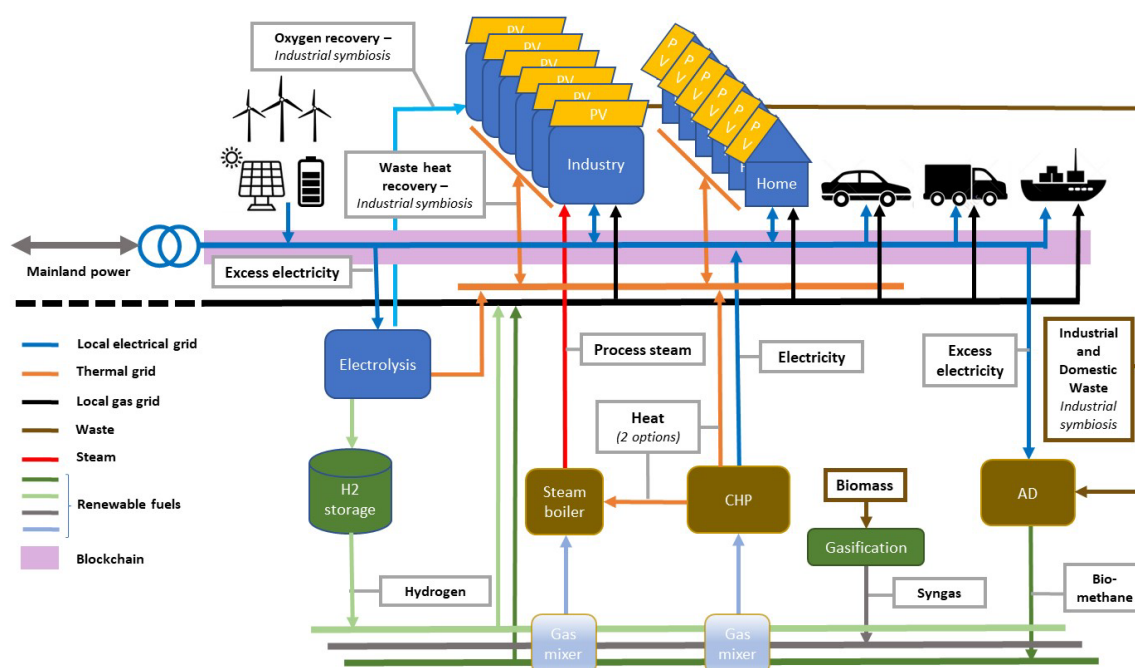 Oxygen recovery –
Industrial symbiosis
PV
PV
PV
PV
PV
PV
Industry
P
V
P
V
P
V
P
V
P
V
P
V
H
Home
Waste heat
recovery –
Industrial symbiosis
Mainland power
Excess electricity
Local electrical grid
Thermal grid
Local gas grid
Waste
Steam
Renewable fuels
Blockchain
Electrolysis
H2
storage
Hydrogen
Process steam
Electricity
Heat
(2 options)
Steam
boiler
CHP
Gas
mixer
Gas
mixer
Biomass
Gasification
Syngas
Excess
electricity
Industrial
and
Domestic
Waste
Industrial
symbiosis
AD
Bio-
methane